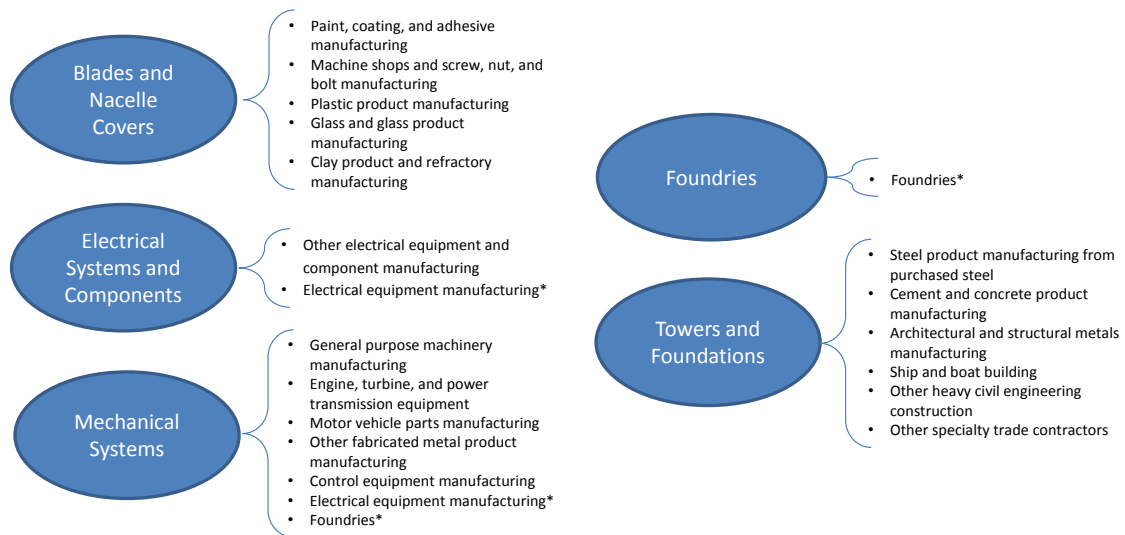 Blades and
Nacelle
Covers
• Paint, coating, and adhesive
manufacturing
• Machine shops and screw, nut, and
bolt manufacturing
• Plastic product manufacturing
• Glass and glass product
manufacturing
• Clay product and refractory
manufacturing
Electrical
Systems and
Components
• Other electrical equipment and
component manufacturing
• Electrical equipment manufacturing*
Mechanical
Systems
• General purpose machinery
manufacturing
• Engine, turbine, and power
transmission equipment
• Motor vehicle parts manufacturing
• Other fabricated metal product
manufacturing
• Control equipment manufacturing
• Electrical equipment manufacturing*
• Foundries*
Foundries
• Foundries*
Towers and
Foundations
• Steel product manufacturing from
purchased steel
• Cement and concrete product
manufacturing
• Architectural and structural metals
manufacturing
• Ship and boat building
• Other heavy civil engineering
construction
• Other specialty trade contractors